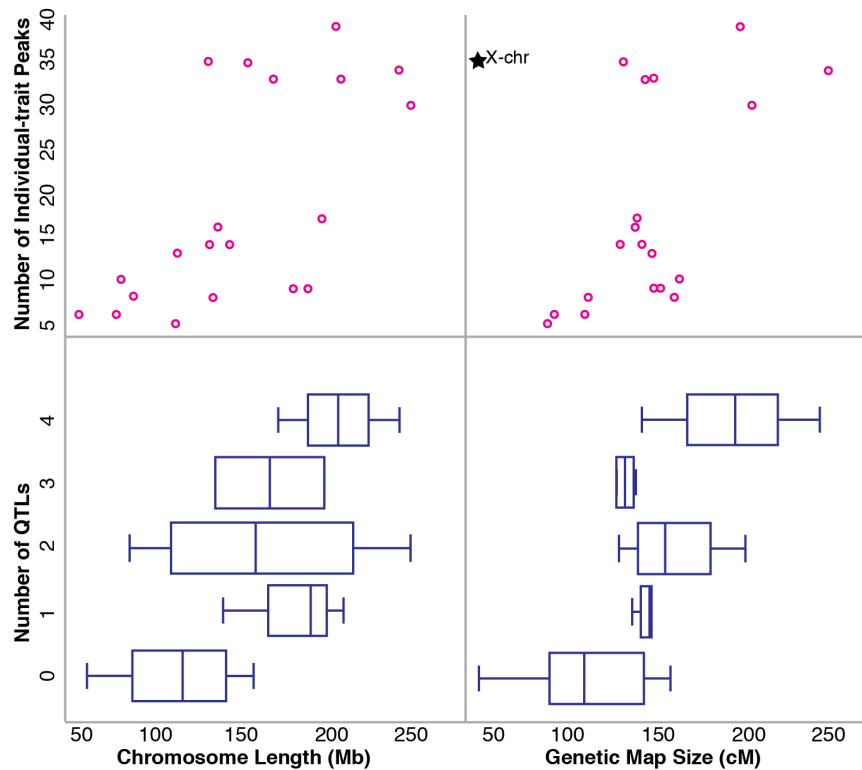 Number of Individual-trait Peaks
40
35
30
25
20
15
10
5
X-chr
Number of QTLs
4
3
2
1
0
50 100 150 200 250
Chromosome Length (Mb)
50 100 150 200 250
Genetic Map Size (cM)